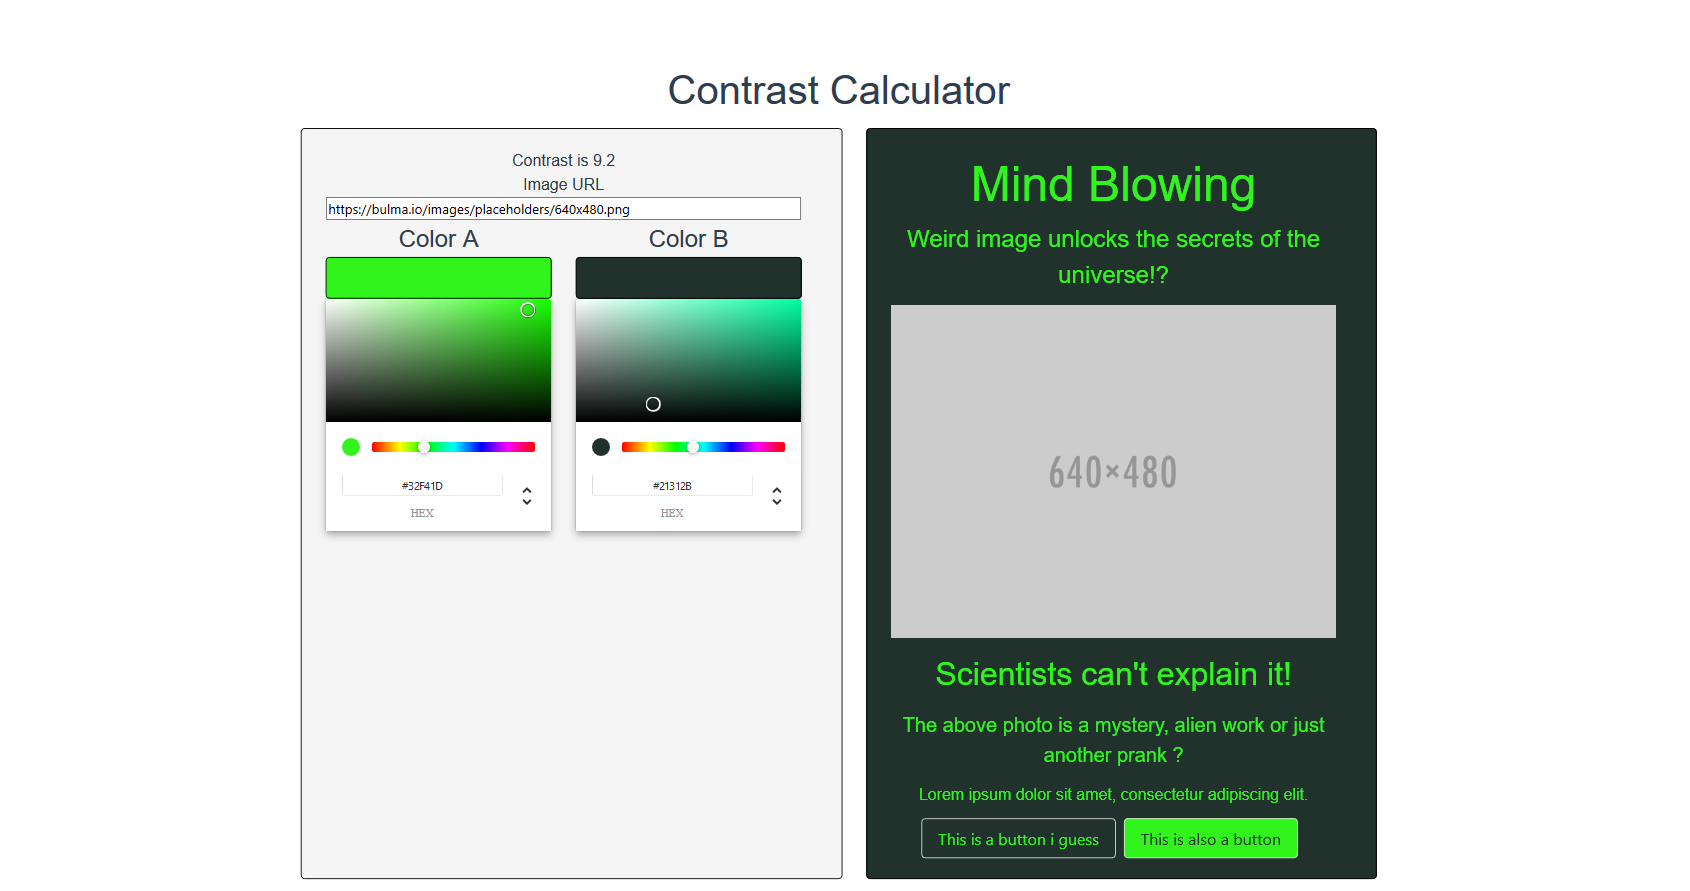 Contrast Calculator
Contrast is 9.2
Image URL
https://bulma.io/images/placeholders/640x480.png
Color A
Color B
#32F41D
HEX
#21312B
HEX
Mind Blowing
Weird image unlocks the secrets of the
universe!?
640×480
Scientists can't explain it!
The above photo is a mystery, alien work or just
another prank ?
Lorem ipsum dolor sit amet, consectetur adipiscing elit.
This is a button i guess
This is also a button